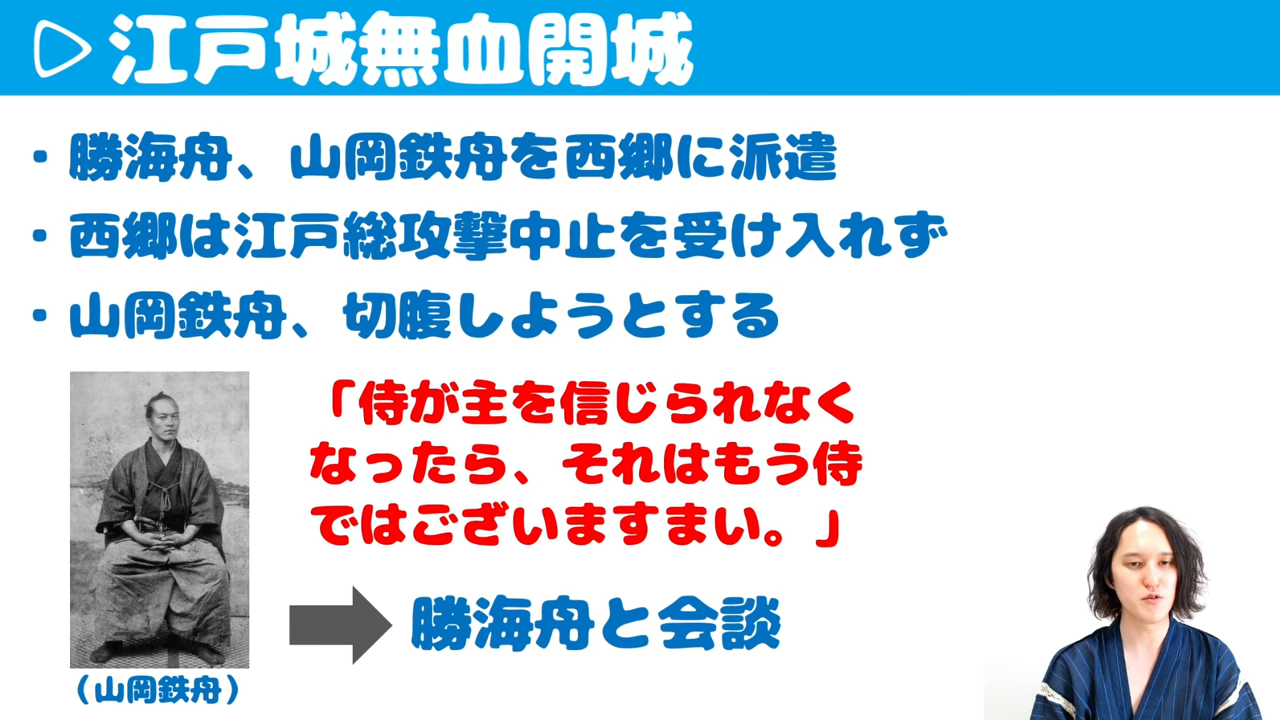 江戸城無血開城
・勝海舟、山岡鉄舟を西郷に派遣
・西郷は江戸総攻撃中止を受け入れず
・山岡鉄舟、切腹しようとする
「侍が主を信じられなく
なったら、それはもう侍
ではございますまい。」
勝海舟と会談
（山岡鉄舟）